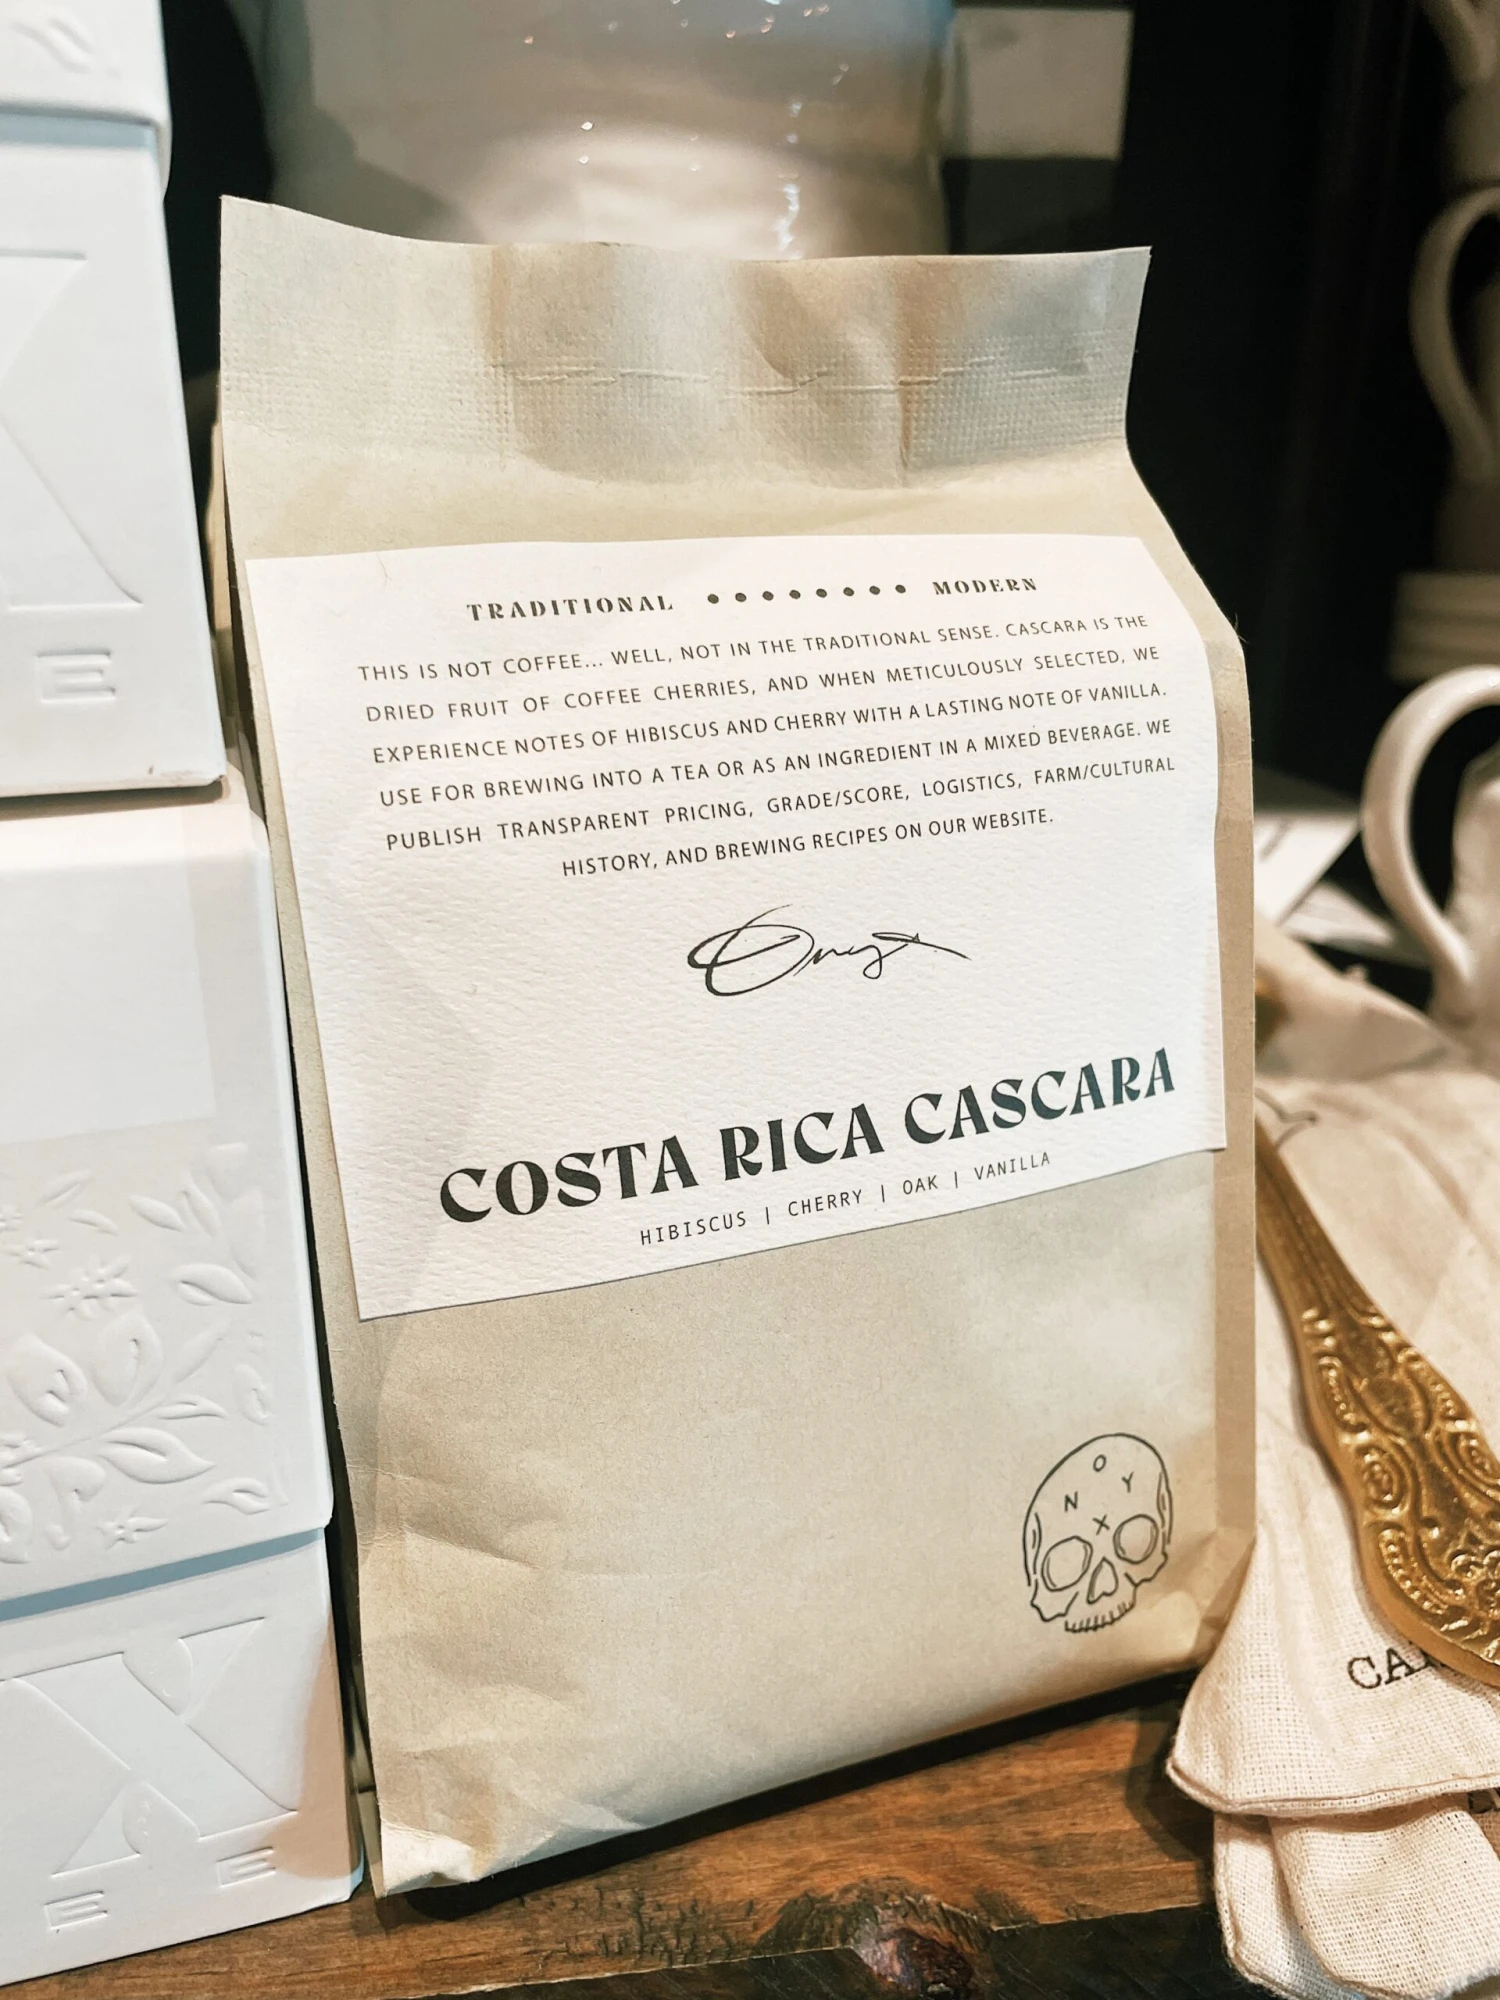 TRADITIONAL ● ● ● ● ● ● ● ● MODERN
THIS IS NOT COFFEE... WELL, NOT IN THE TRADITIONAL SENSE. CASCARA IS THE
DRIED FRUIT OF COFFEE CHERRIES, AND WHEN METICULOUSLY SELECTED, WE
EXPERIENCE NOTES OF HIBISCUS AND CHERRY WITH A LASTING NOTE OF VANILLA.
USE FOR BREWING INTO A TEA OR AS AN INGREDIENT IN A MIXED BEVERAGE. WE
PUBLISH TRANSPARENT PRICING, GRADE/SCORE, LOGISTICS, FARM/CULTURAL
HISTORY, AND BREWING RECIPES ON OUR WEBSITE.
Onyx
COSTA RICA CASCARA
HIBISCUS | CHERRY | OAK | VANILLA
O
N Y
X
E
X
E E